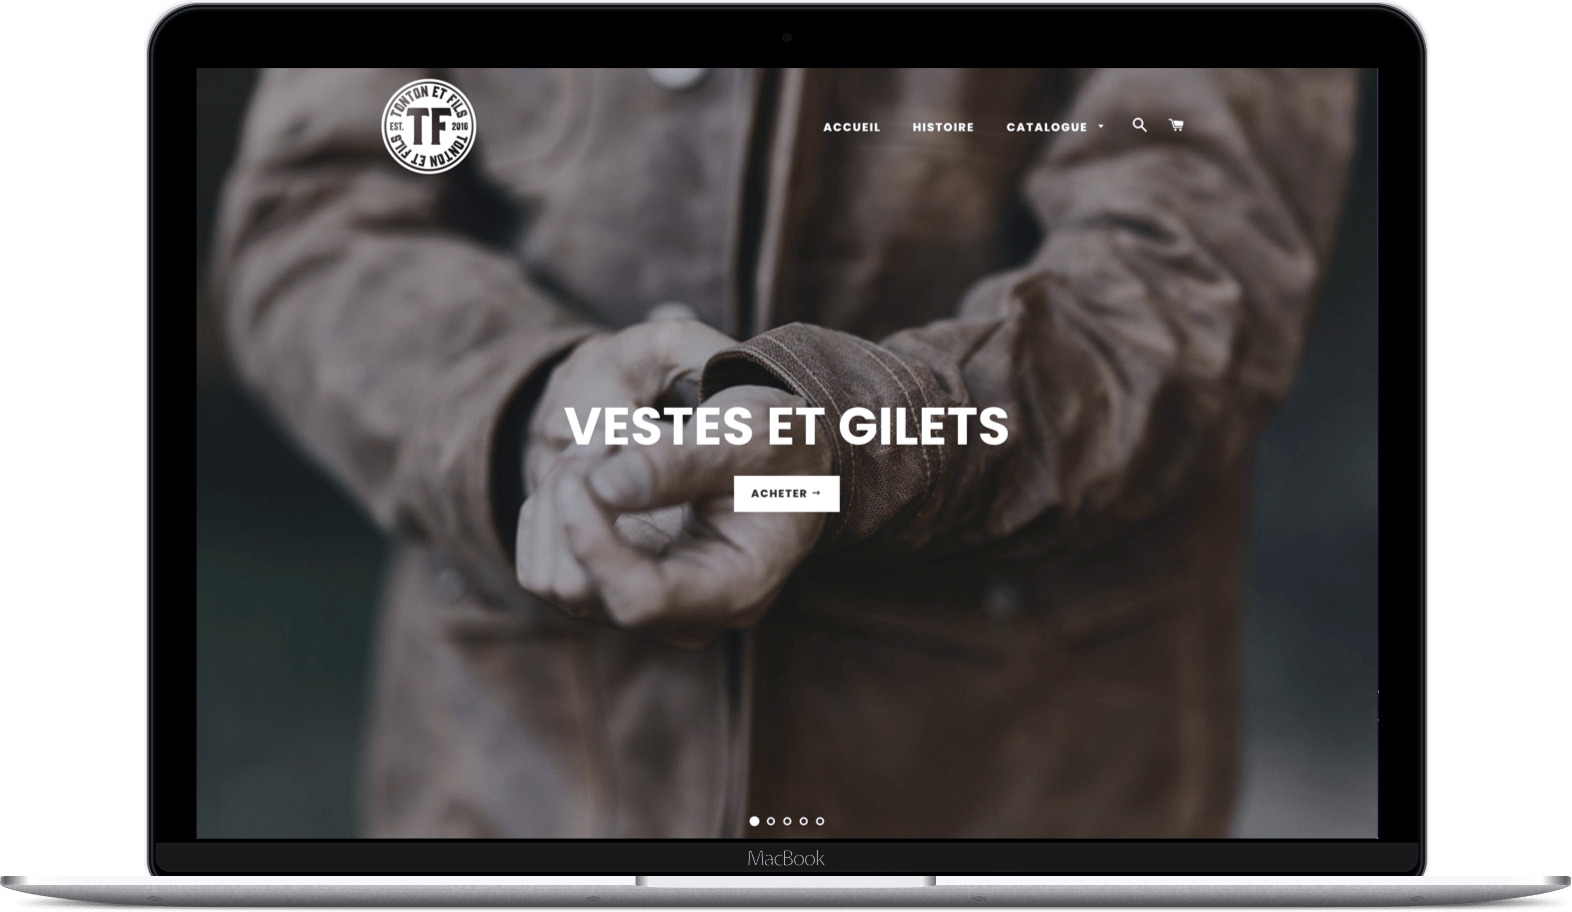 TONTON ET FILS
EST. TF 2016
TONTON ET FILS
ACCUEIL HISTOIRE CATALOGUE
VESTES ET GILETS
ACHETER →
MacBook